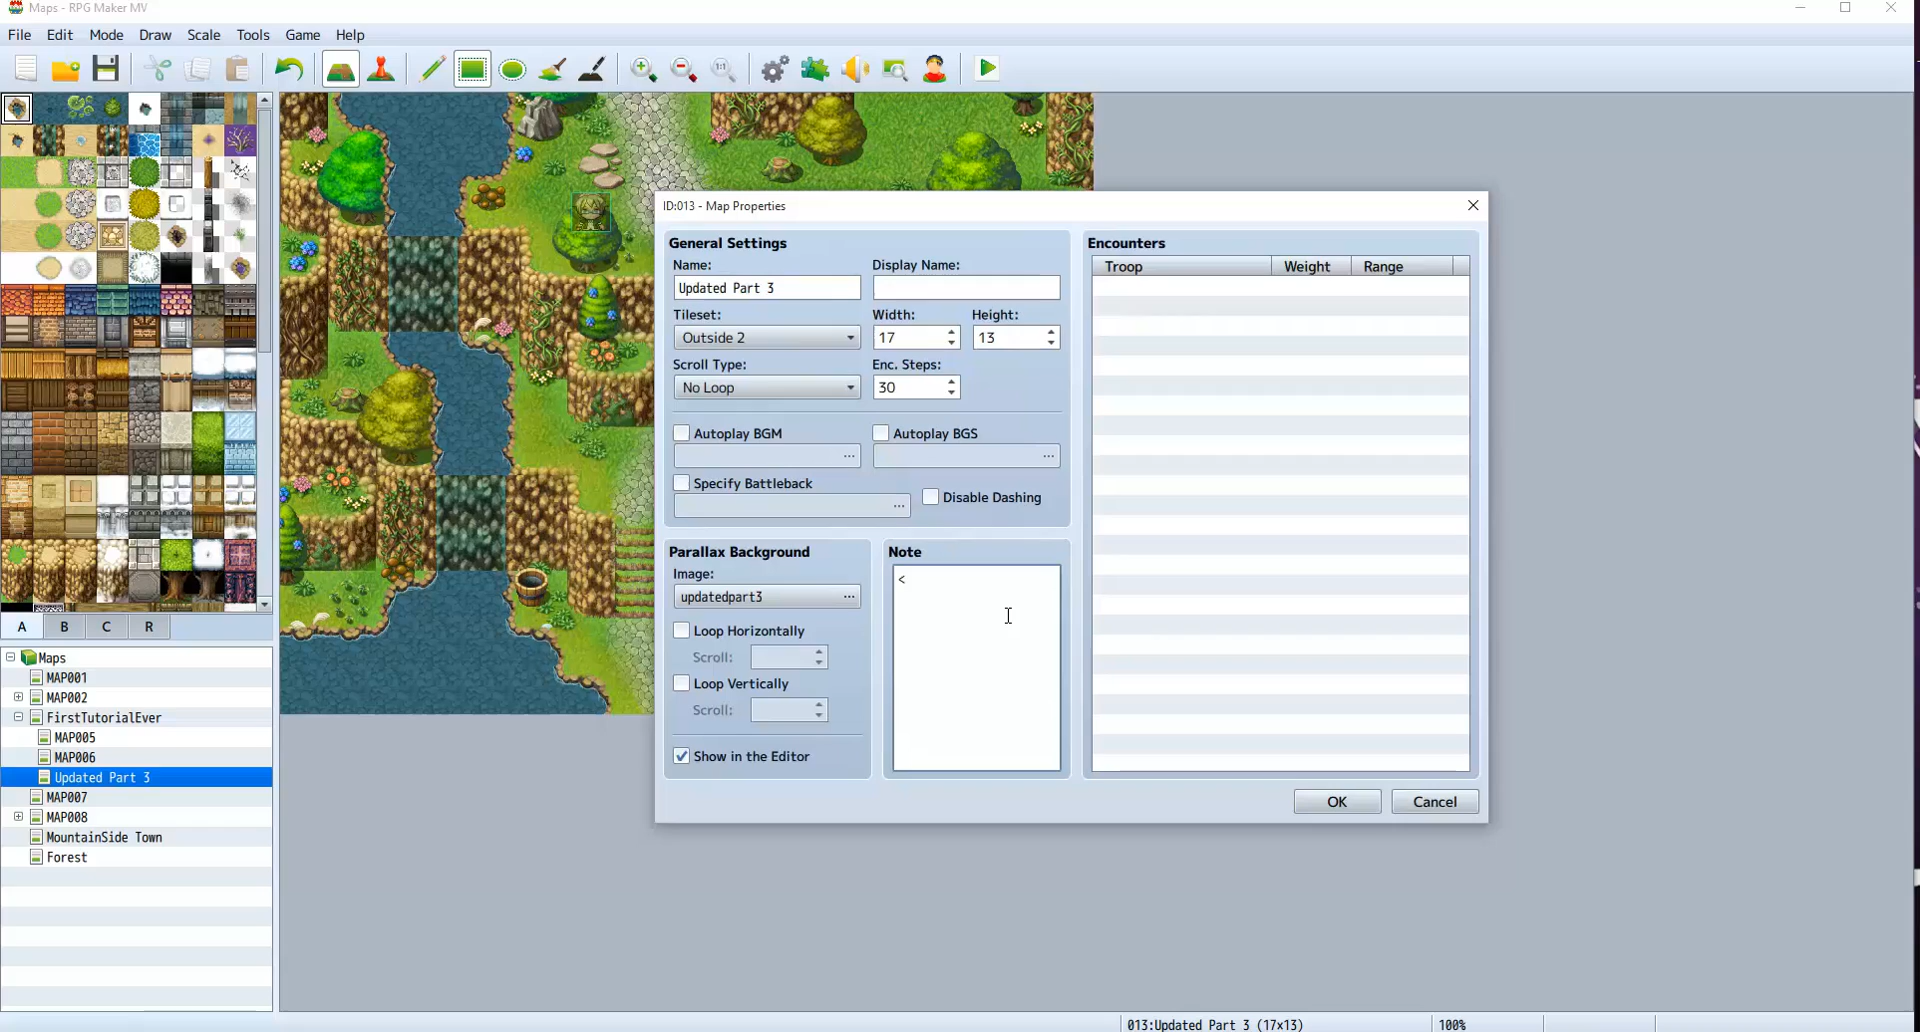 Maps - RPG Maker MV
File Edit Mode Draw Scale Tools Game Help
1:1
A B C R
Maps
MAP001
MAP002
FirstTutorialEver
MAP005
MAP006
Updated Part 3
MAP007
MAP008
MountainSide Town
Forest
ID:013 - Map Properties
General Settings
Name: Display Name:
Updated Part 3
Tileset: Width: Height:
Outside 2 17 13
Scroll Type: Enc. Steps:
No Loop 30
Autoplay BGM Autoplay BGS
... ...
Specify Battleback
... Disable Dashing
Parallax Background
Image:
updatedpart3 ...
Loop Horizontally
Scroll:
Loop Vertically
Scroll:
Show in the Editor
Note
<
Encounters
Troop Weight Range
OK Cancel
013:Updated Part 3 (17x13) 100%